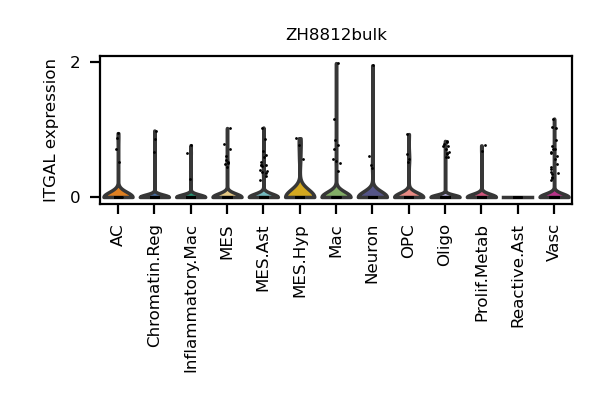 ZH8812bulk
ITGAL expression
2
0
AC
Chromatin.Reg
Inflammatory.Mac
MES
MES.Ast
MES.Hyp
Mac
Neuron
OPC
Oligo
Prolif.Metab
Reactive.Ast
Vasc